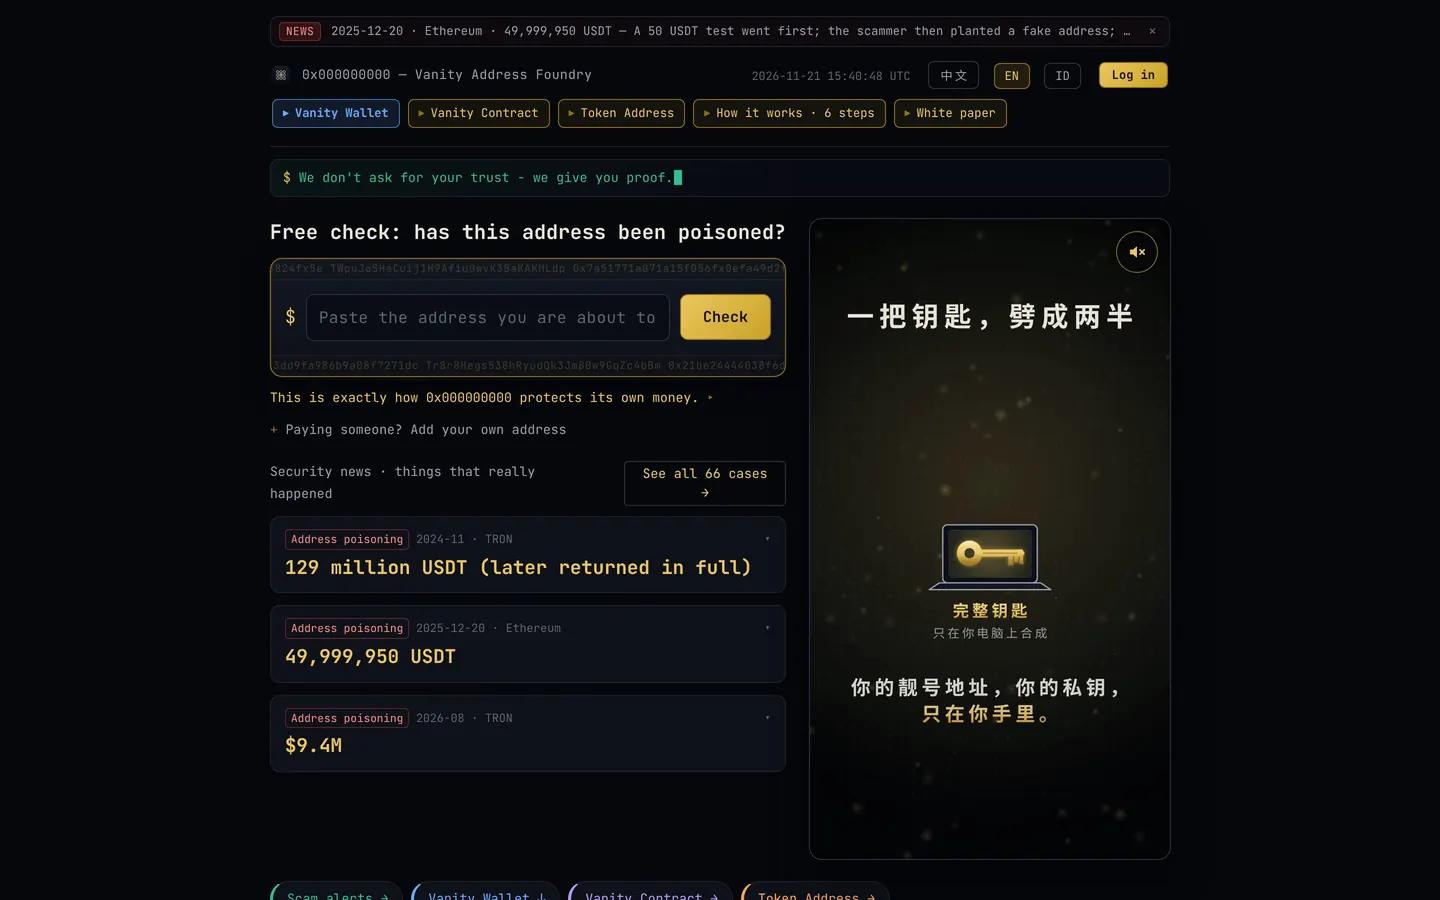 NEWS 2025-12-20 · Ethereum · 49,999,950 USDT — A 50 USDT test went first; the scammer then planted a fake address; … ×
0x000000000 — Vanity Address Foundry
2026-11-21 15:40:48 UTC
中文
EN
ID
Log in
▸ Vanity Wallet
▸ Vanity Contract
▸ Token Address
▸ How it works · 6 steps
▸ White paper
$ We don't ask for your trust - we give you proof.
Free check: has this address been poisoned?
$ Paste the address you are about to
Check
This is exactly how 0x000000000 protects its own money. ▸
+ Paying someone? Add your own address
Security news · things that really
happened
See all 66 cases
→
Address poisoning 2024-11 · TRON
129 million USDT (later returned in full)
Address poisoning 2025-12-20 · Ethereum
49,999,950 USDT
Address poisoning 2026-08 · TRON
$9.4M
一把钥匙，劈成两半
完整钥匙
只在你电脑上合成
你的靓号地址，你的私钥，
只在你手里。
Scam alerts →
Vanity Wallet ↓
Vanity Contract →
Token Address →